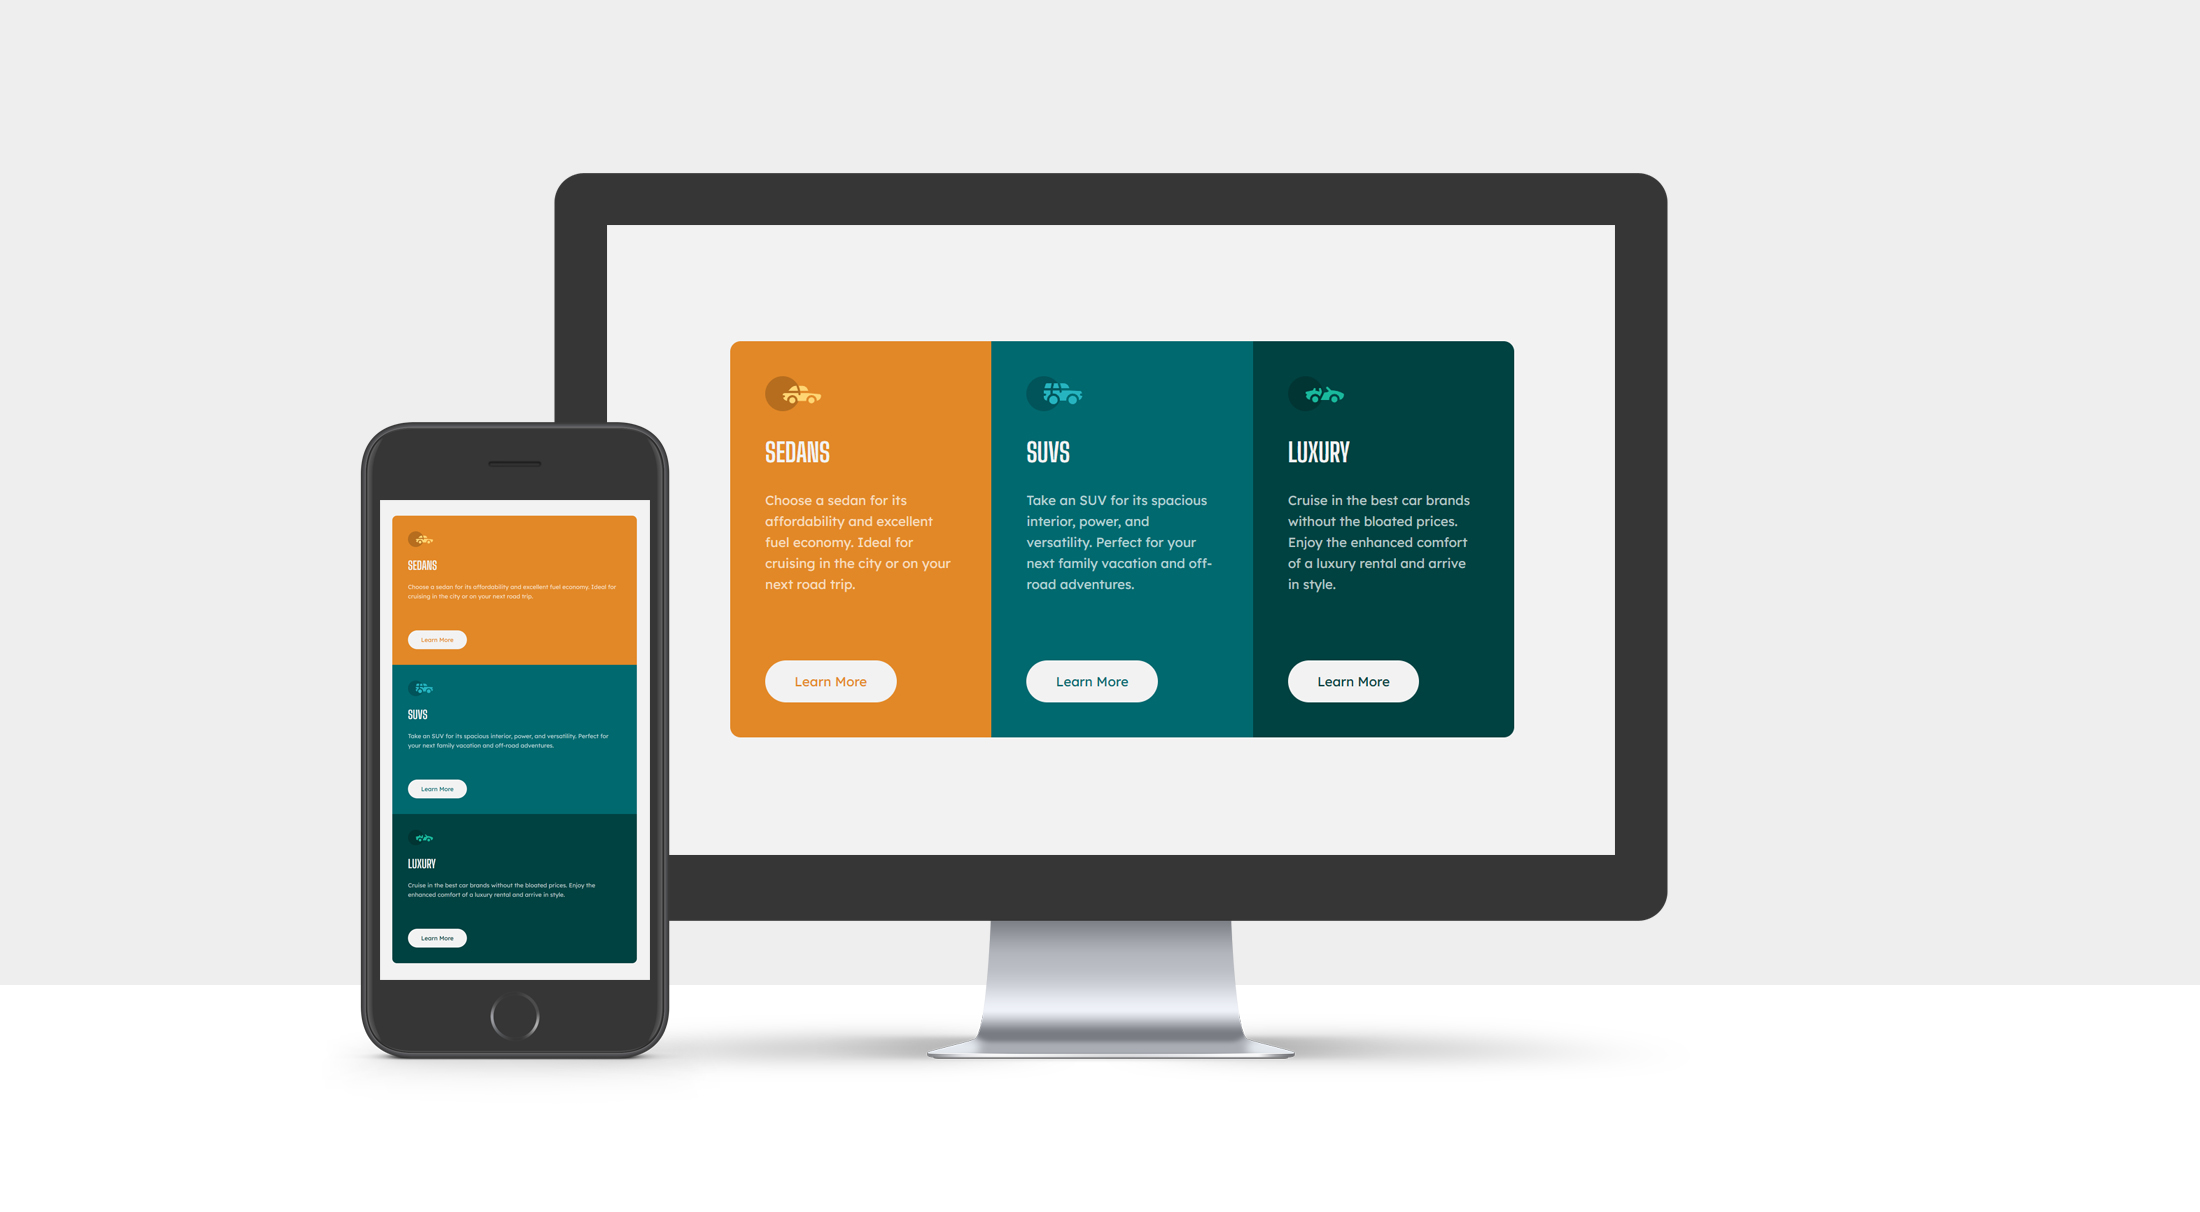 SEDANS
Choose a sedan for its
affordability and excellent
fuel economy. Ideal for
cruising in the city or on your
next road trip.
Learn More
SUVS
Take an SUV for its spacious
interior, power, and
versatility. Perfect for your
next family vacation and off-
road adventures.
Learn More
LUXURY
Cruise in the best car brands
without the bloated prices.
Enjoy the enhanced comfort
of a luxury rental and arrive
in style.
Learn More
SEDANS
Choose a sedan for its affordability and excellent fuel economy. Ideal for
cruising in the city or on your next road trip.
Learn More
SUVS
Take an SUV for its spacious interior, power, and versatility. Perfect for
your next family vacation and off-road adventures.
Learn More
LUXURY
Cruise in the best car brands without the bloated prices. Enjoy the
enhanced comfort of a luxury rental and arrive in style.
Learn More